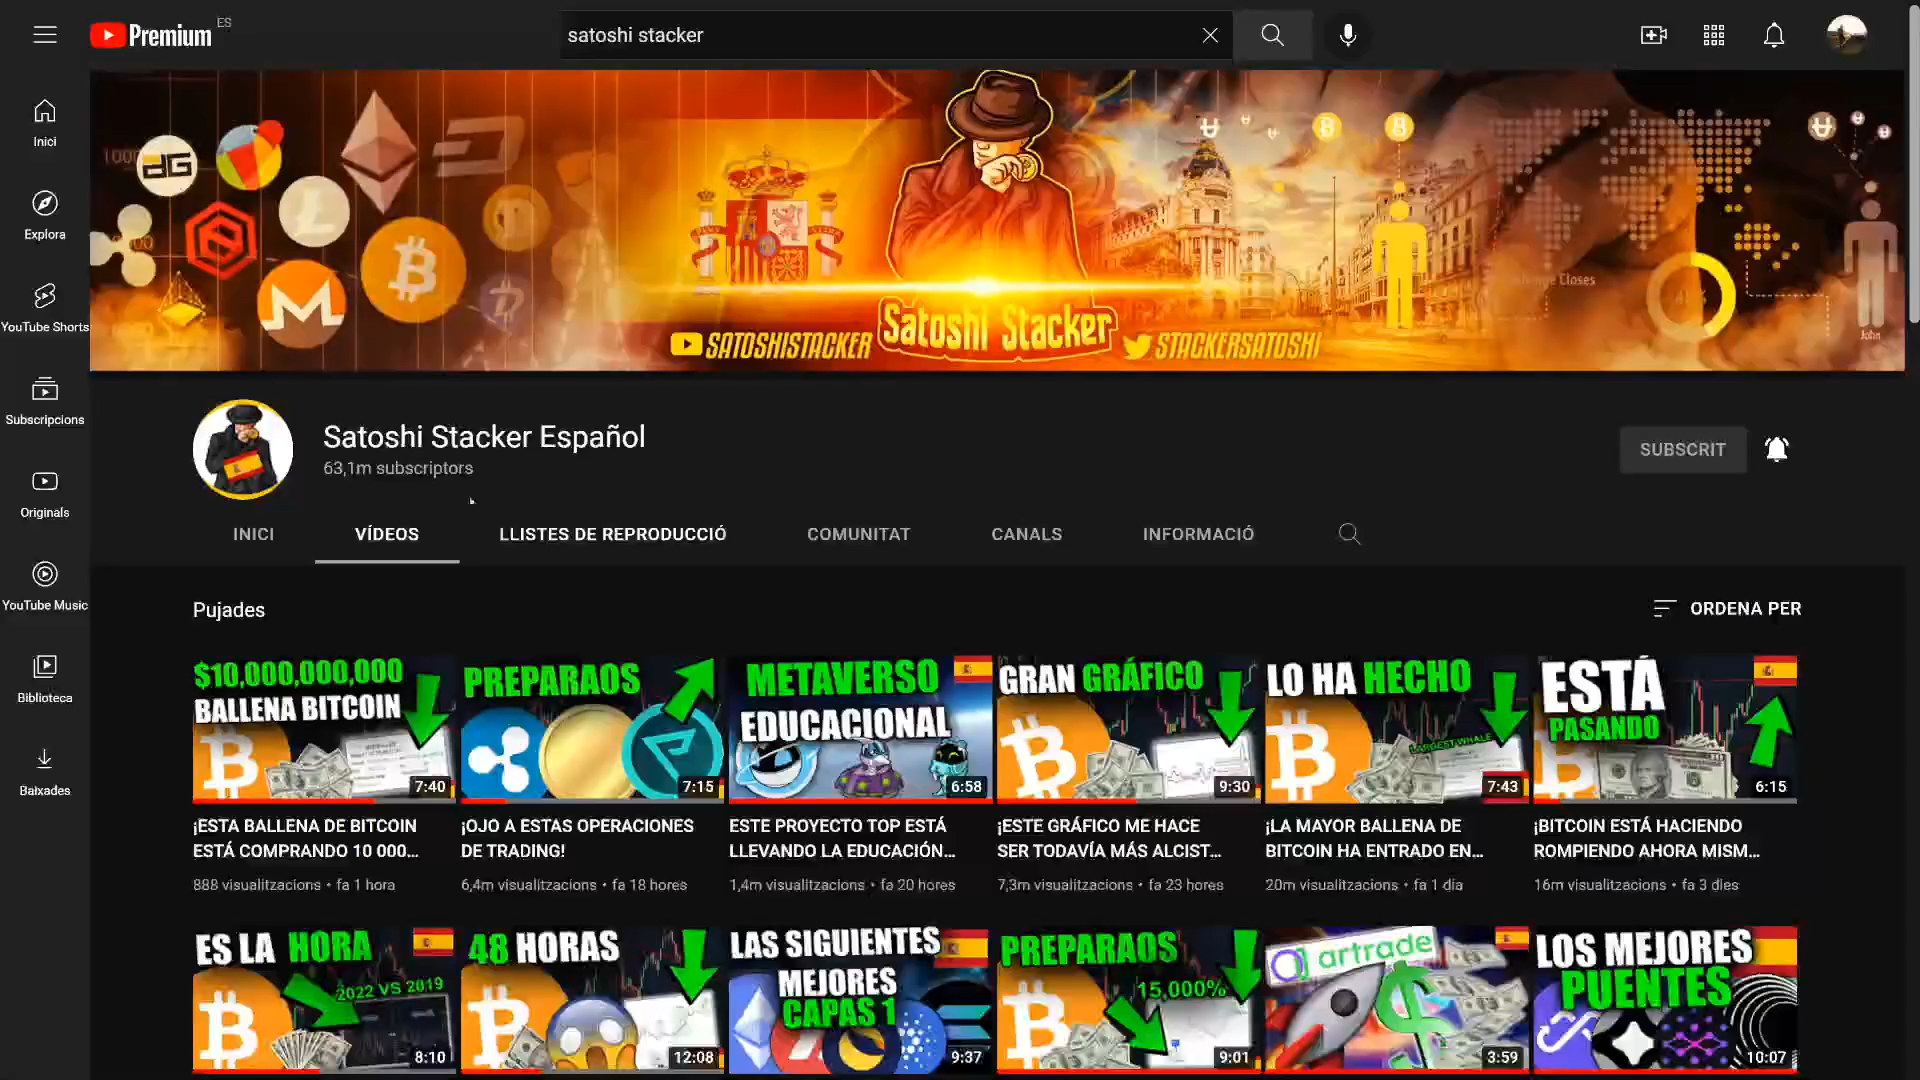 Premium
ES
satoshi stacker
Inici
Explora
YouTube Shorts
Subscripcions
Originals
YouTube Music
Biblioteca
Baixades
Satoshi Stacker
SATOSHISTACKER
STACKERSATOSHI
John
Satoshi Stacker Español
63,1m subscriptors
SUBSCRIT
INICI
VÍDEOS
LLISTES DE REPRODUCCIÓ
COMUNITAT
CANALS
INFORMACIÓ
Pujades
ORDENA PER
$10,000,000,000
BALLENA BITCOIN
7:40
¡ESTA BALLENA DE BITCOIN
ESTÁ COMPRANDO 10 000...
888 visualitzacions • fa 1 hora
PREPARAOS
7:15
¡OJO A ESTAS OPERACIONES
DE TRADING!
6,4m visualitzacions • fa 18 hores
METAVERSO
EDUCACIONAL
6:58
ESTE PROYECTO TOP ESTÁ
LLEVANDO LA EDUCACIÓN...
1,4m visualitzacions • fa 20 hores
GRAN GRÁFICO
9:30
¡ESTE GRÁFICO ME HACE
SER TODAVÍA MÁS ALCIST...
7,3m visualitzacions • fa 23 hores
LO HA HECHO
LARGEST WHALE
7:43
¡LA MAYOR BALLENA DE
BITCOIN HA ENTRADO EN...
20m visualitzacions • fa 1 dia
ESTÁ
PASANDO
6:15
¡BITCOIN ESTÁ HACIENDO
ROMPIENDO AHORA MISM...
16m visualitzacions • fa 3 dies
ES LA HORA
2022 VS 2019
8:10
48 HORAS
12:08
LAS SIGUIENTES
MEJORES
CAPAS 1
9:37
PREPARAOS
15,000%
9:01
artrade
3:59
LOS MEJORES
PUENTES
10:07